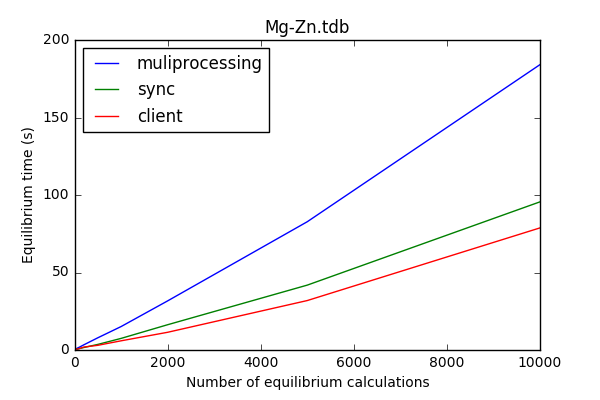 Mg-Zn.tdb
200
150
100
50
0
muliprocessing
sync
client
Equilibrium time (s)
0 2000 4000 6000 8000 10000
Number of equilibrium calculations